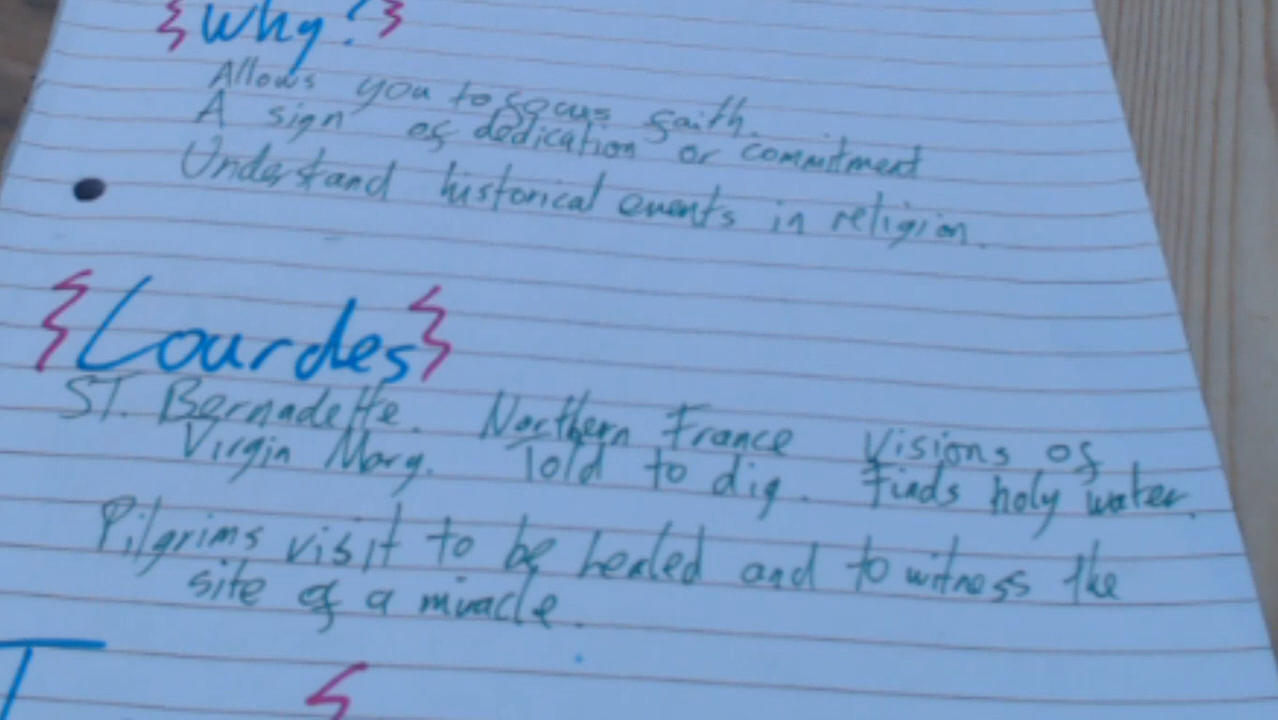 Why?
Allows you to focus faith.
A sign of dedication or commitment
Understand historical events in religion.
Lourdes
ST. Bernadette. Northern France Visions of
Virgin Mary. Told to dig. Finds holy water.
Pilgrims visit to be healed and to witness the
site of a miracle.